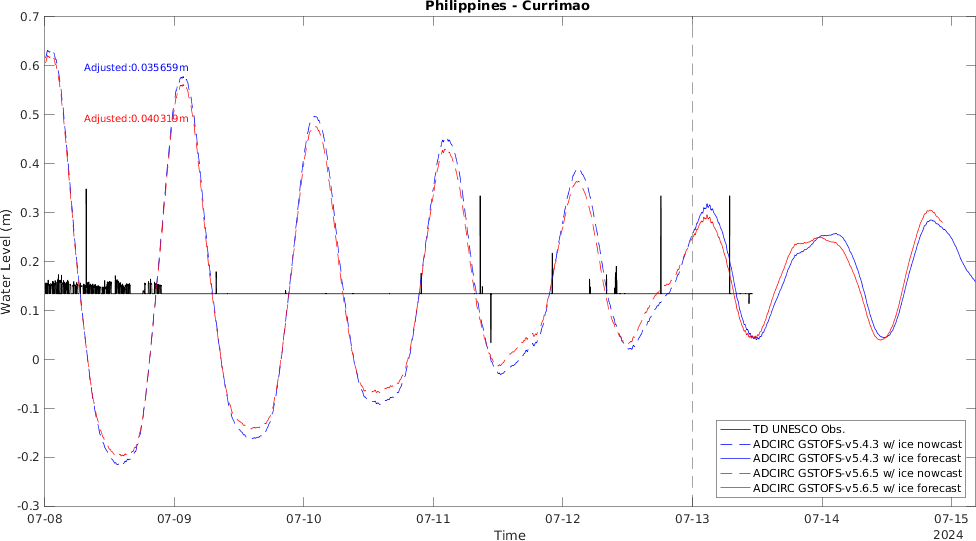 Philippines - Currimao
0.7
0.6
0.5
0.4
0.3
0.2
0.1
0
-0.1
-0.2
-0.3
Water Level (m)
Adjusted:0.035659m
Adjusted:0.040319m
TD UNESCO Obs.
ADCIRC GSTOFS-v5.4.3 w/ ice nowcast
ADCIRC GSTOFS-v5.4.3 w/ ice forecast
ADCIRC GSTOFS-v5.6.5 w/ ice nowcast
ADCIRC GSTOFS-v5.6.5 w/ ice forecast
07-08 07-09 07-10 07-11 07-12 07-13 07-14 07-15
Time
2024